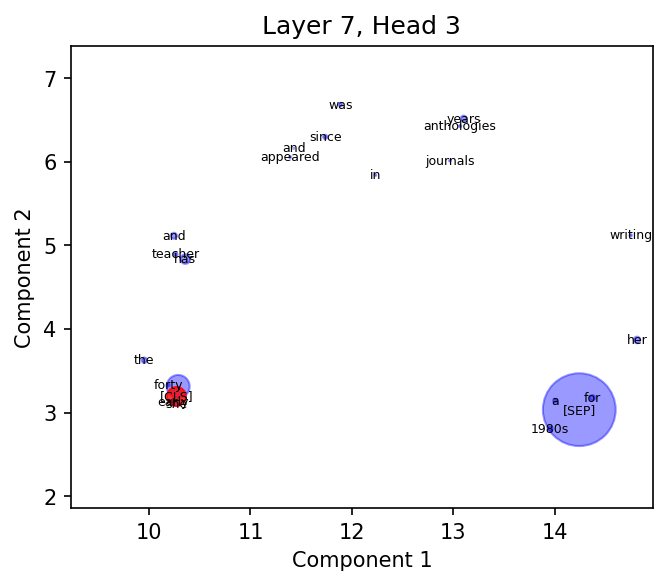 Layer 7, Head 3
7
was
years
anthologies
since
and
6
appeared
journals
in
and
writing
5
teacher
has
Component 2
4
her
the
forty
[CLS]
early
a
for
3
[SEP]
1980s
2
10
11
12
13
14
Component 1